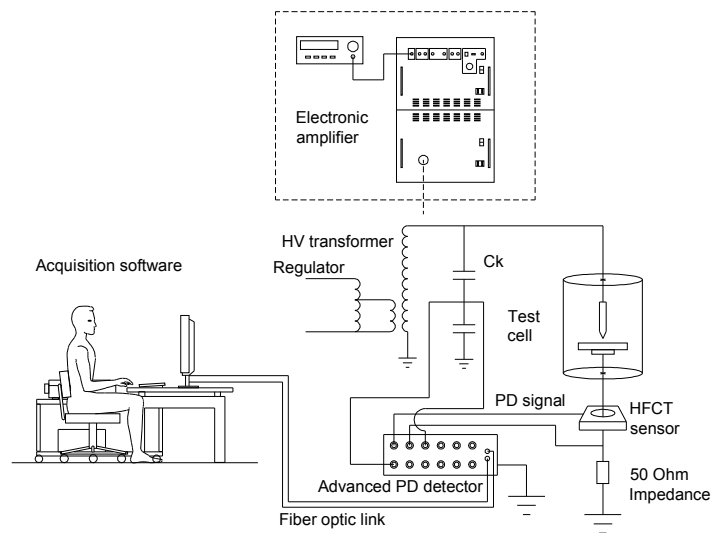 Electronic
amplifier
HV transformer
Regulator
Ck
Acquisition software
Test
cell
PD signal
HFCT
sensor
Advanced PD detector
50 Ohm
Impedance
Fiber optic link